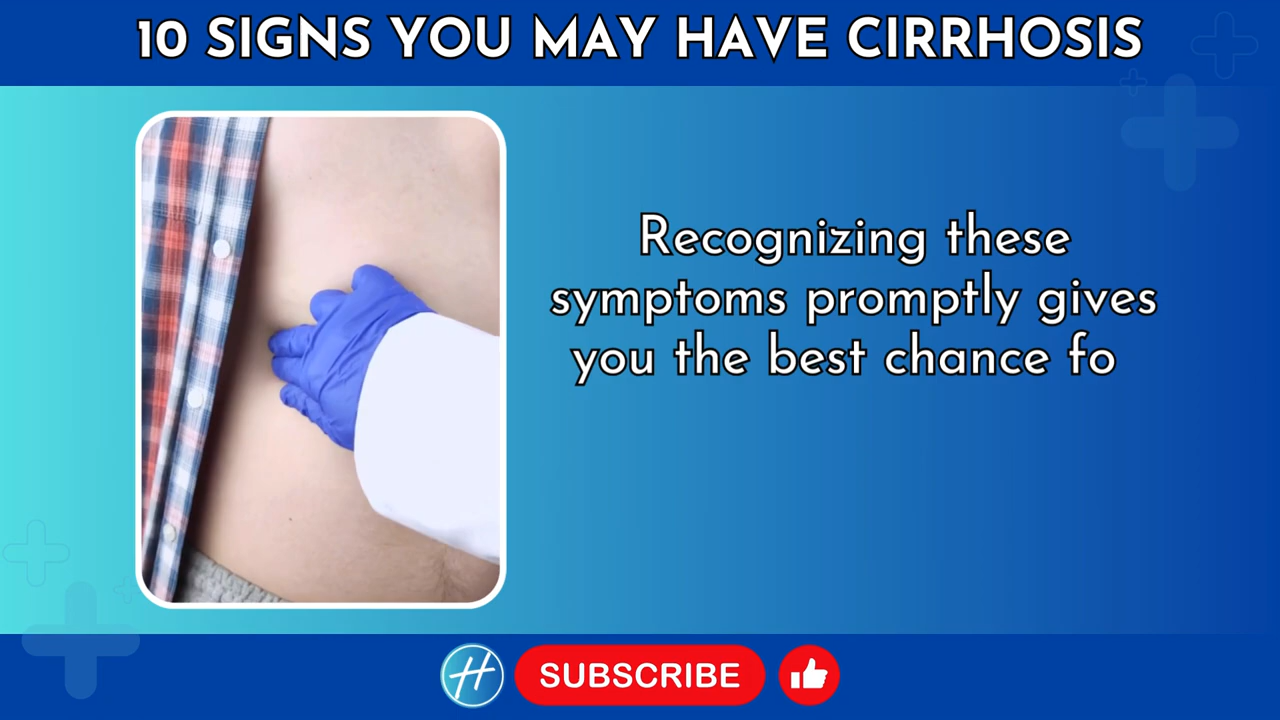 10 SIGNS YOU MAY HAVE CIRRHOSIS
Recognizing these
symptoms promptly gives
you the best chance fo
SUBSCRIBE